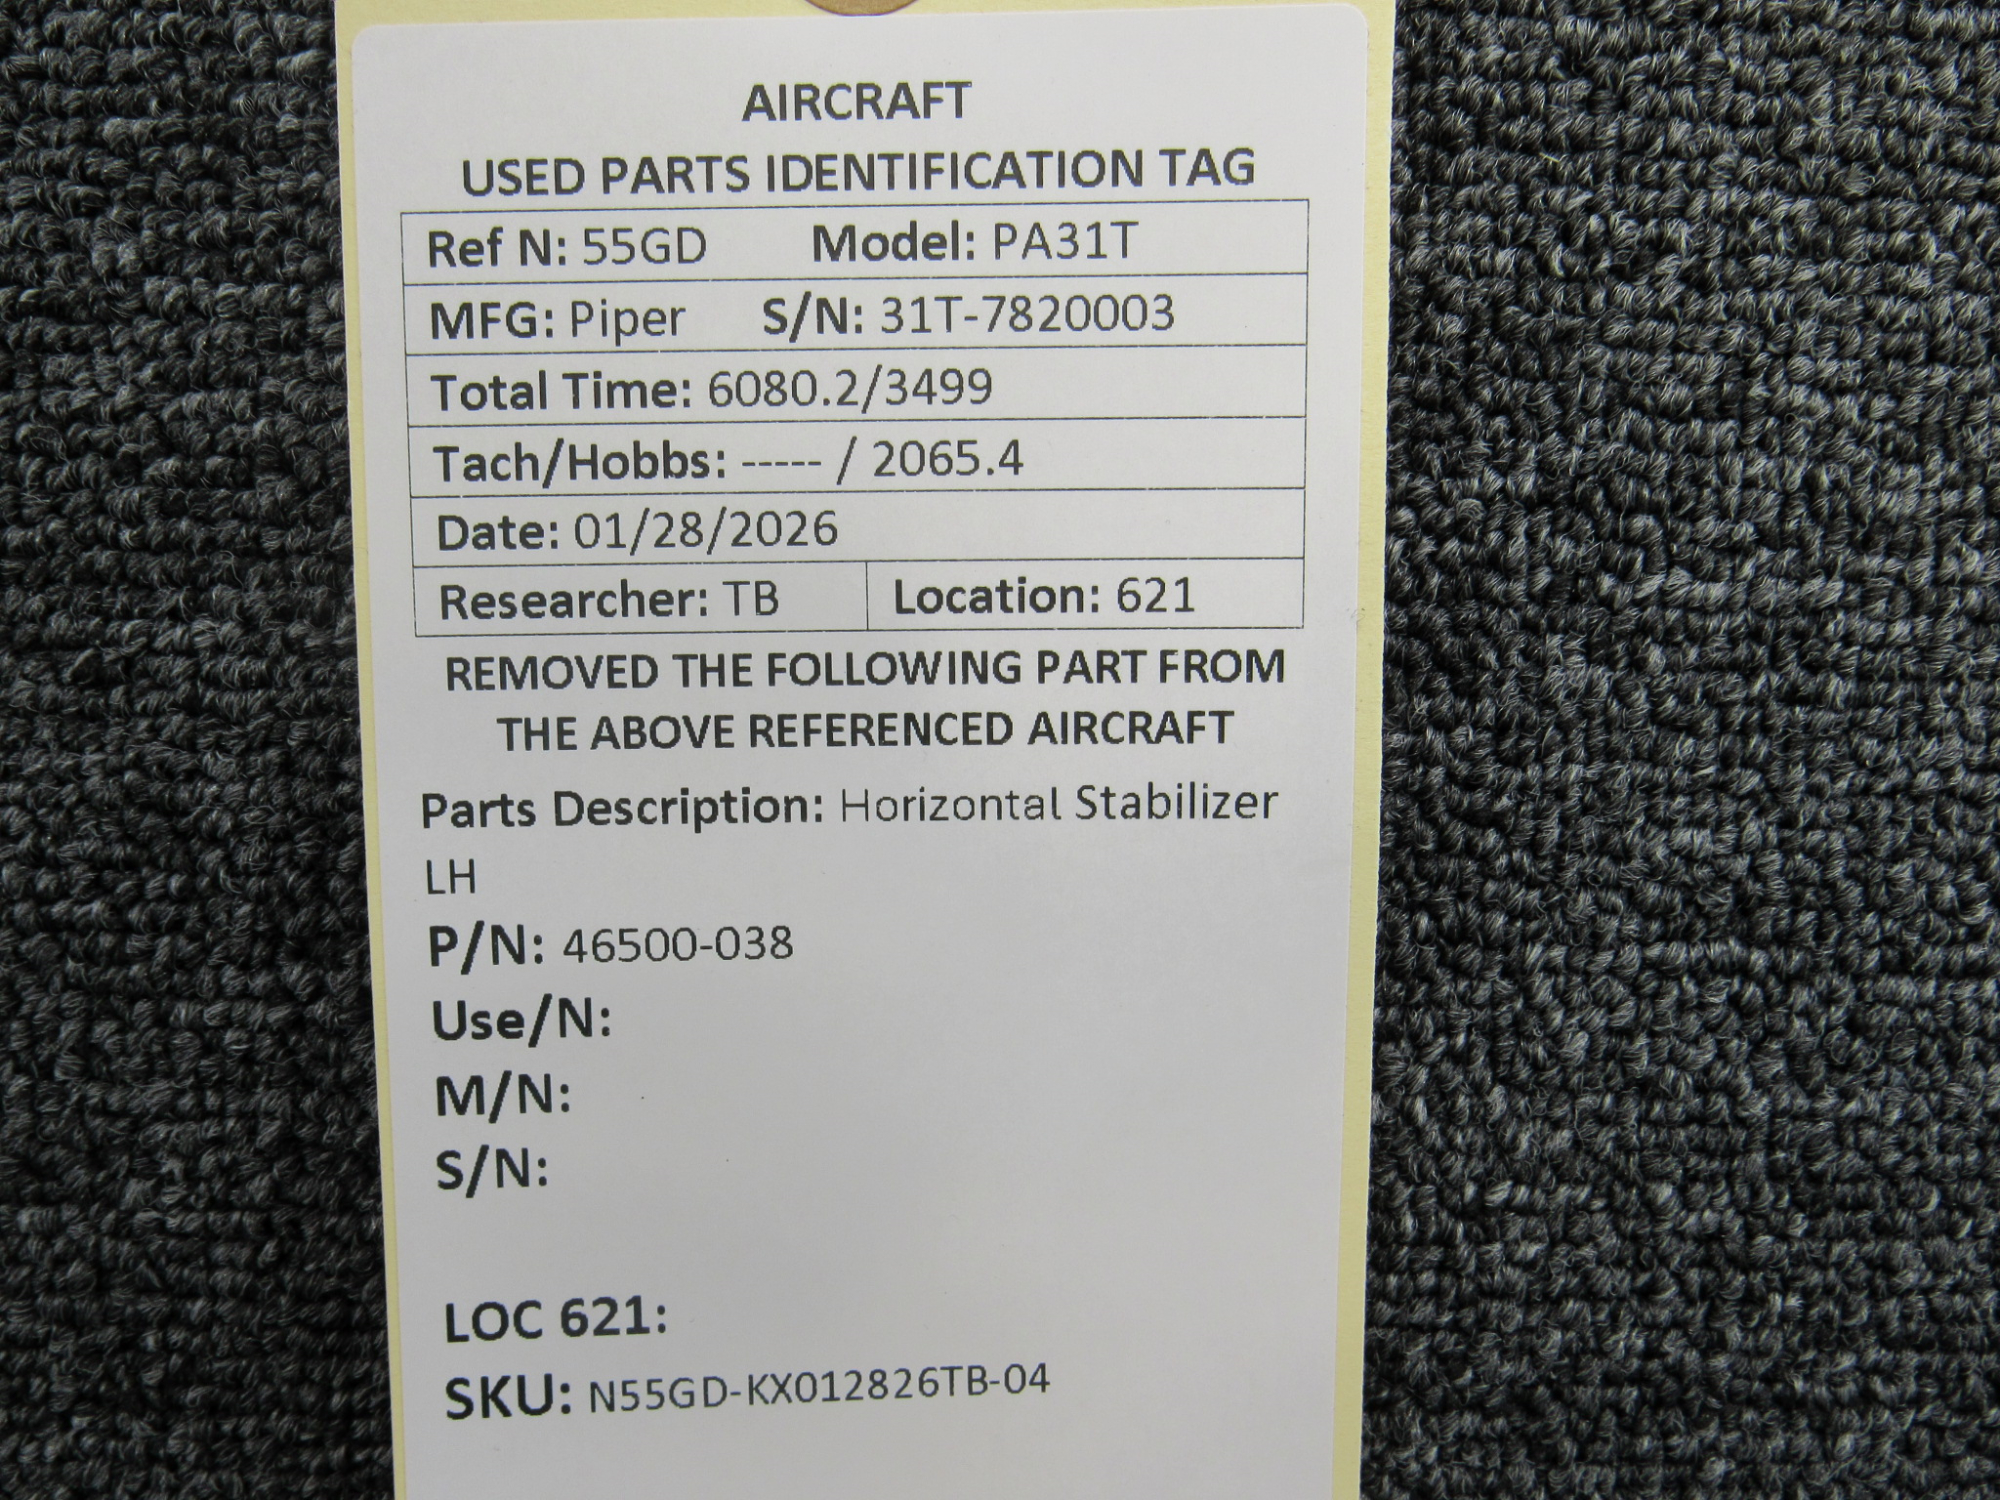 AIRCRAFT
USED PARTS IDENTIFICATION TAG
Ref N: 55GD Model: PA31T
MFG: Piper S/N: 31T-7820003
Total Time: 6080.2/3499
Tach/Hobbs: ----- / 2065.4
Date: 01/28/2026
Researcher: TB Location: 621
REMOVED THE FOLLOWING PART FROM
THE ABOVE REFERENCED AIRCRAFT
Parts Description: Horizontal Stabilizer
LH
P/N: 46500-038
Use/N:
M/N:
S/N:
LOC 621:
SKU: N55GD-KX012826TB-04